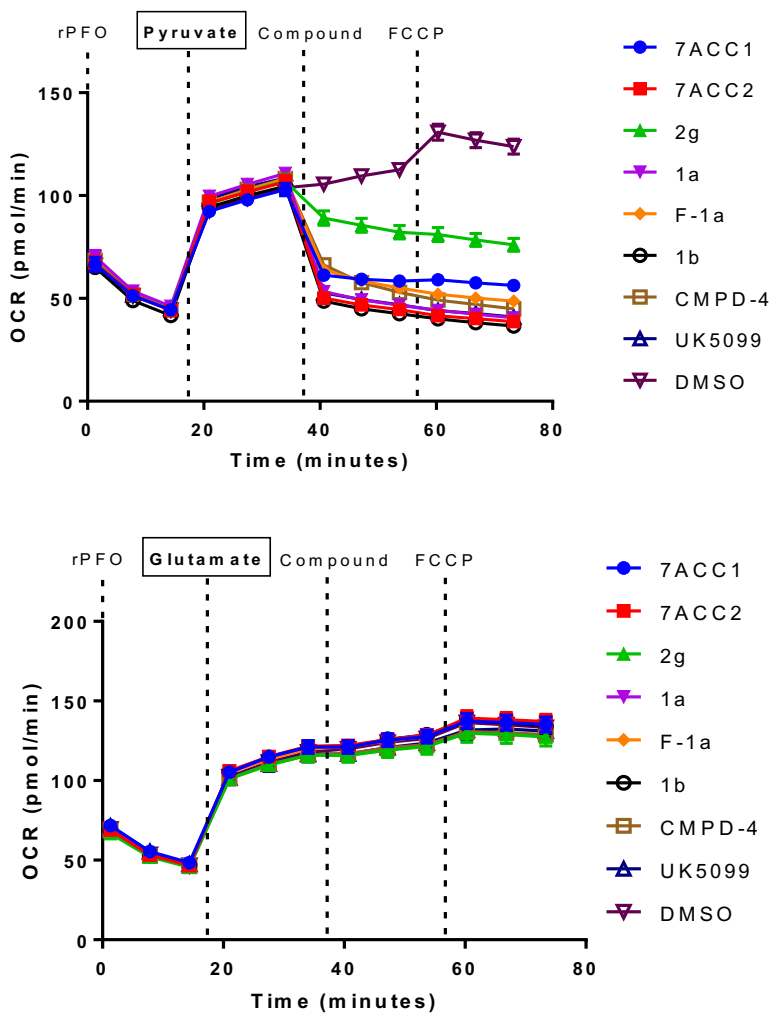 rPFO Pyruvate Compound FCCP
150
100
50
0
OCR (pmol/min)
0 20 40 60 80
Time (minutes)
7ACC1
7ACC2
2g
1a
F-1a
1b
CMPD-4
UK5099
DMSO
rPFO Glutamate Compound FCCP
200
150
100
50
0
OCR (pmol/min)
0 20 40 60 80
Time (minutes)
7ACC1
7ACC2
2g
1a
F-1a
1b
CMPD-4
UK5099
DMSO